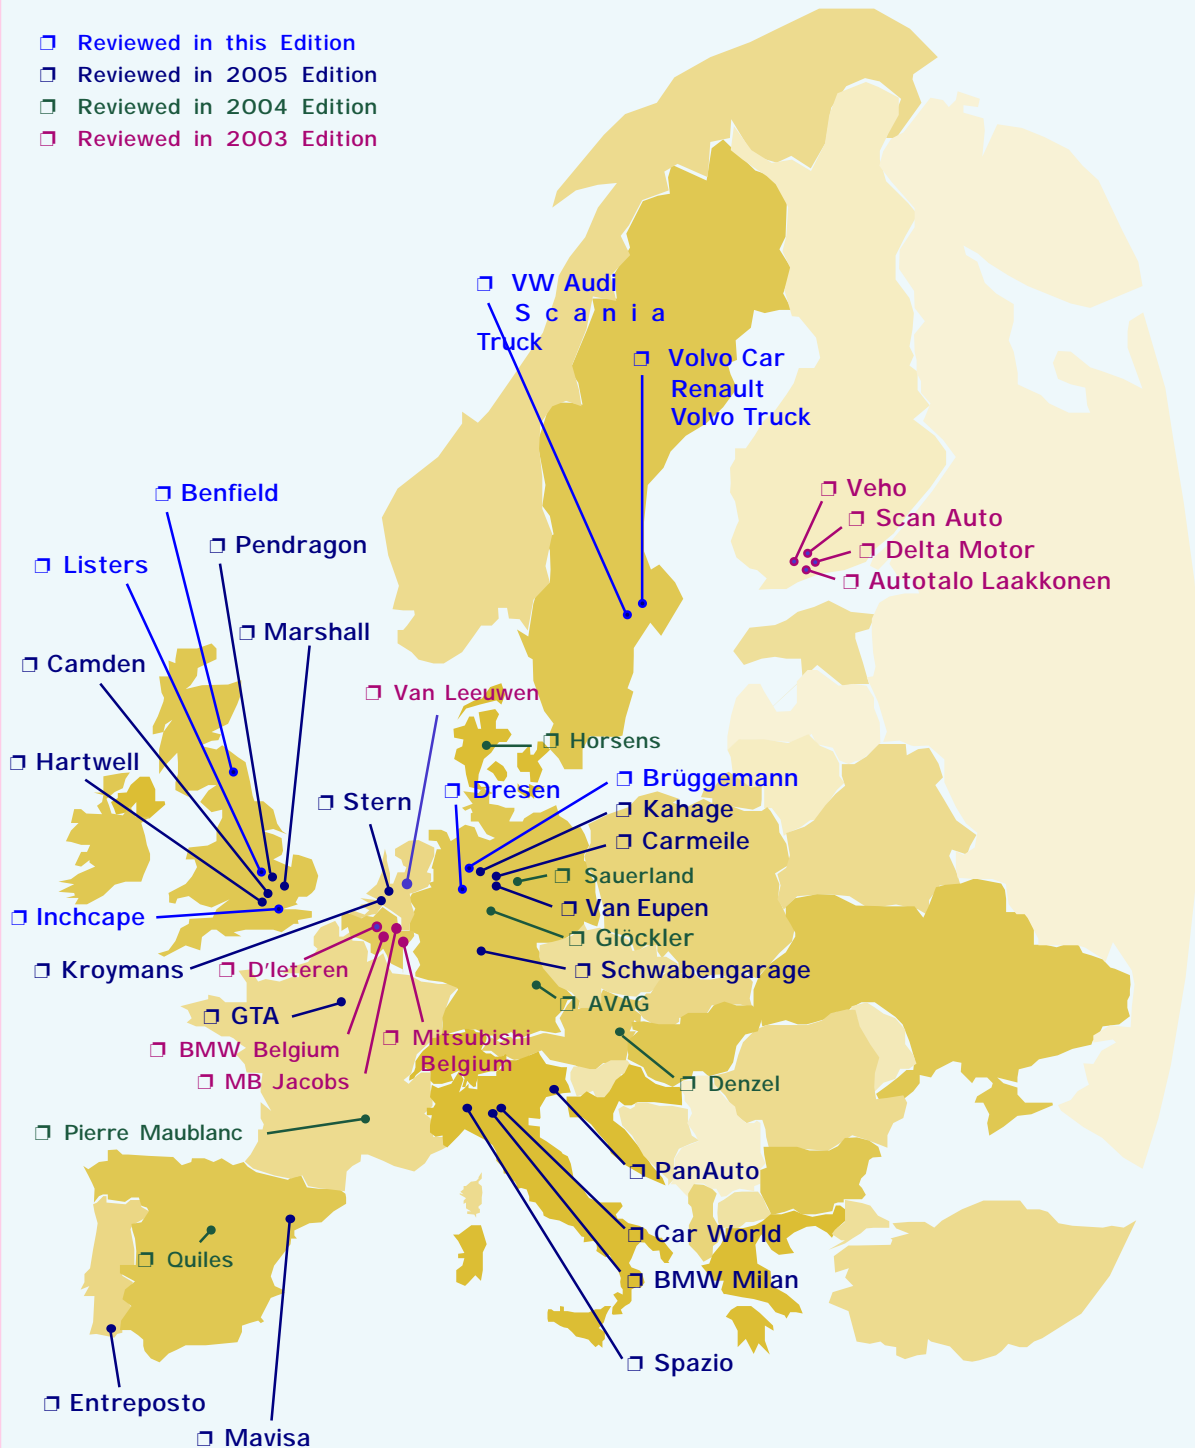 ❐ Reviewed in this Edition
❐ Reviewed in 2005 Edition
❐ Reviewed in 2004 Edition
❐ Reviewed in 2003 Edition
❐ VW Audi
Scania
Truck
❐ Volvo Car
Renault
Volvo Truck
❐ Veho
❐ Benfield
❐ Scan Auto
❐ Pendragon
❐ Delta Motor
❐ Listers
❐ Autotalo Laakkonen
❐ Marshall
❐ Camden
❐ Van Leeuwen
❐ Horsens
❐ Hartwell
❐ Brüggemann
❐ Dresen
❐ Stern
❐ Kahage
❐ Carmeile
❐ Sauerland
❐ Van Eupen
❐ Inchcape
❐ Glöckler
❐ Kroymans
❐ D'Ieteren
❐ Schwabengarage
❐ AVAG
❐ GTA
❐ Mitsubishi
Belgium
❐ BMW Belgium
❐ MB Jacobs
❐ Denzel
❐ Pierre Maublanc
❐ PanAuto
❐ Car World
❐ Quiles
❐ BMW Milan
❐ Spazio
❐ Entreposto
❐ Mavisa